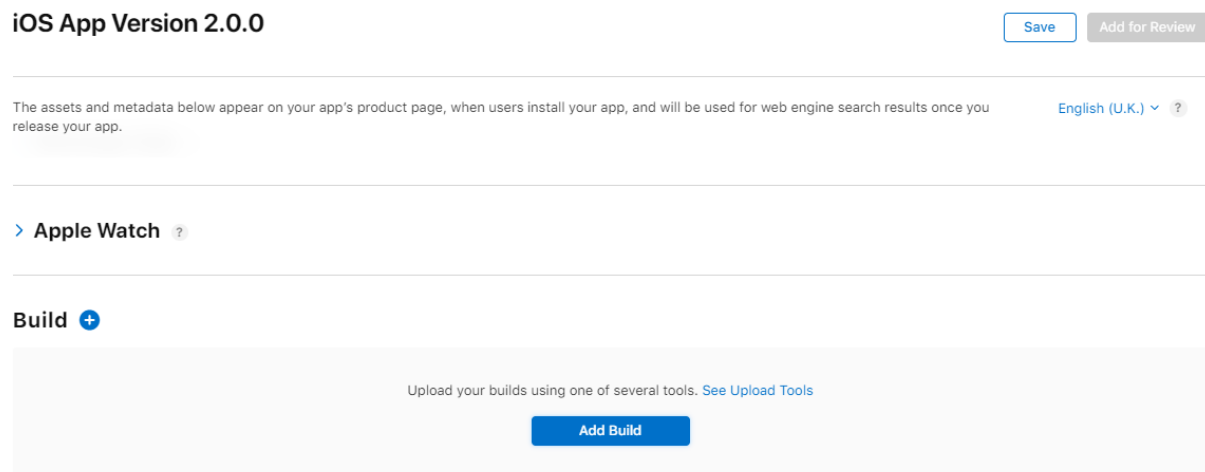 iOS App Version 2.0.0
Save
Add for Review
The assets and metadata below appear on your app's product page, when users install your app, and will be used for web engine search results once you
release your app.
English (U.K.)
?
Apple Watch ?
Build
Upload your builds using one of several tools. See Upload Tools
Add Build